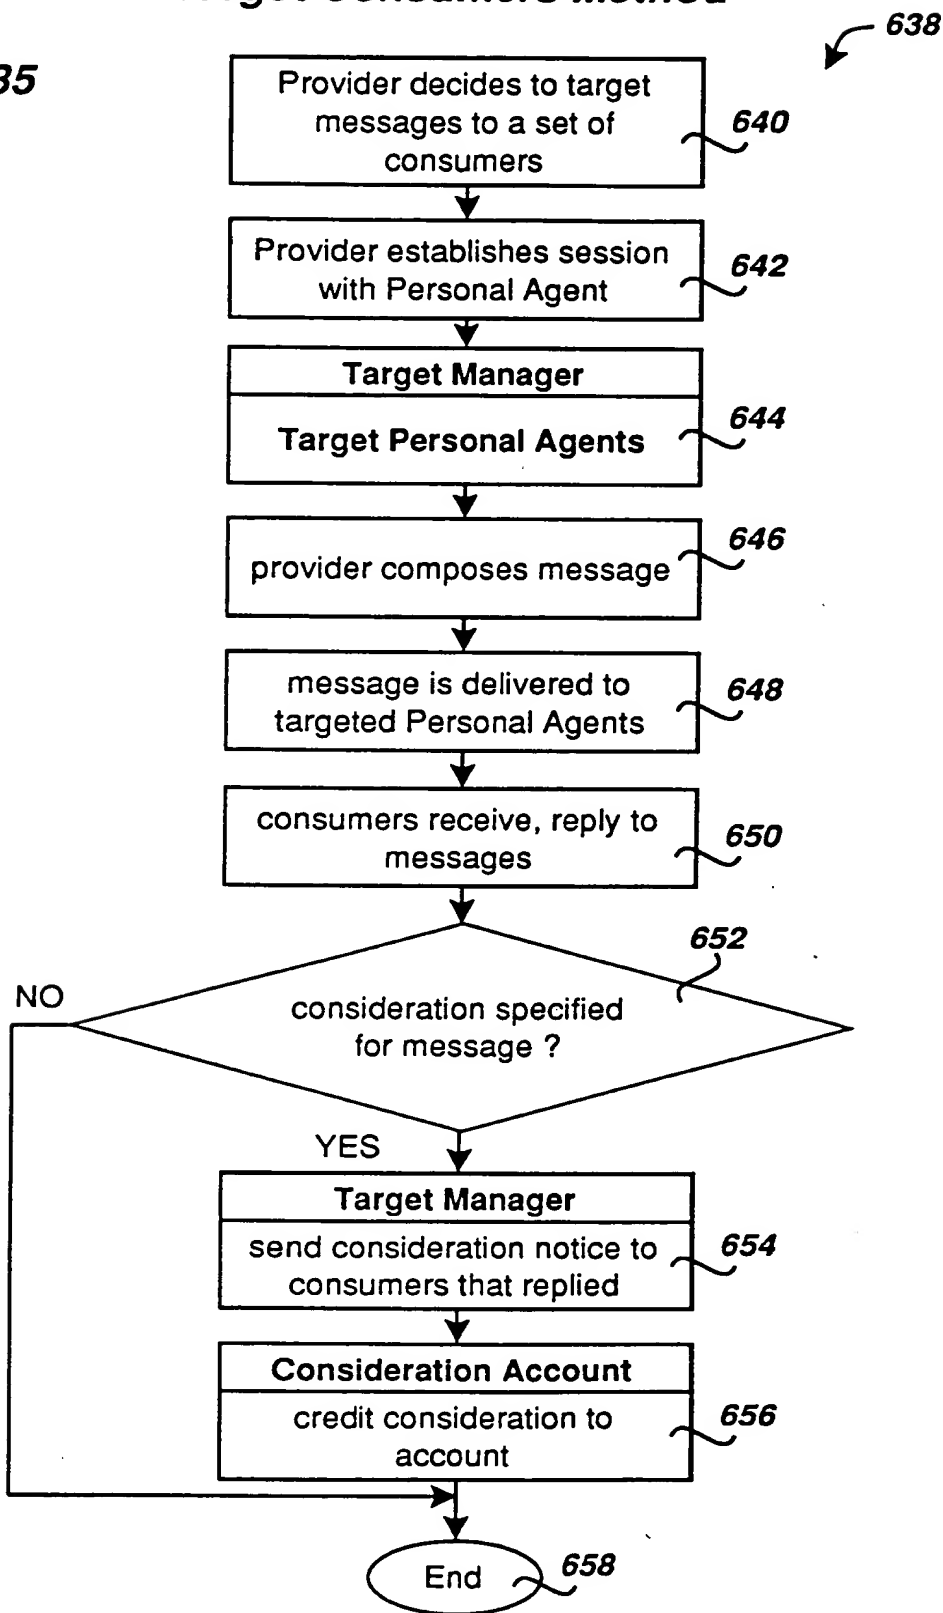 Target Consumers Method
638
35
Provider decides to target
messages to a set of
consumers
640
Provider establishes session
with Personal Agent
642
Target Manager
Target Personal Agents
644
provider composes message
646
message is delivered to
targeted Personal Agents
648
consumers receive, reply to
messages
650
652
consideration specified
for message ?
NO
YES
Target Manager
send consideration notice to
consumers that replied
654
Consideration Account
credit consideration to
account
656
End
658